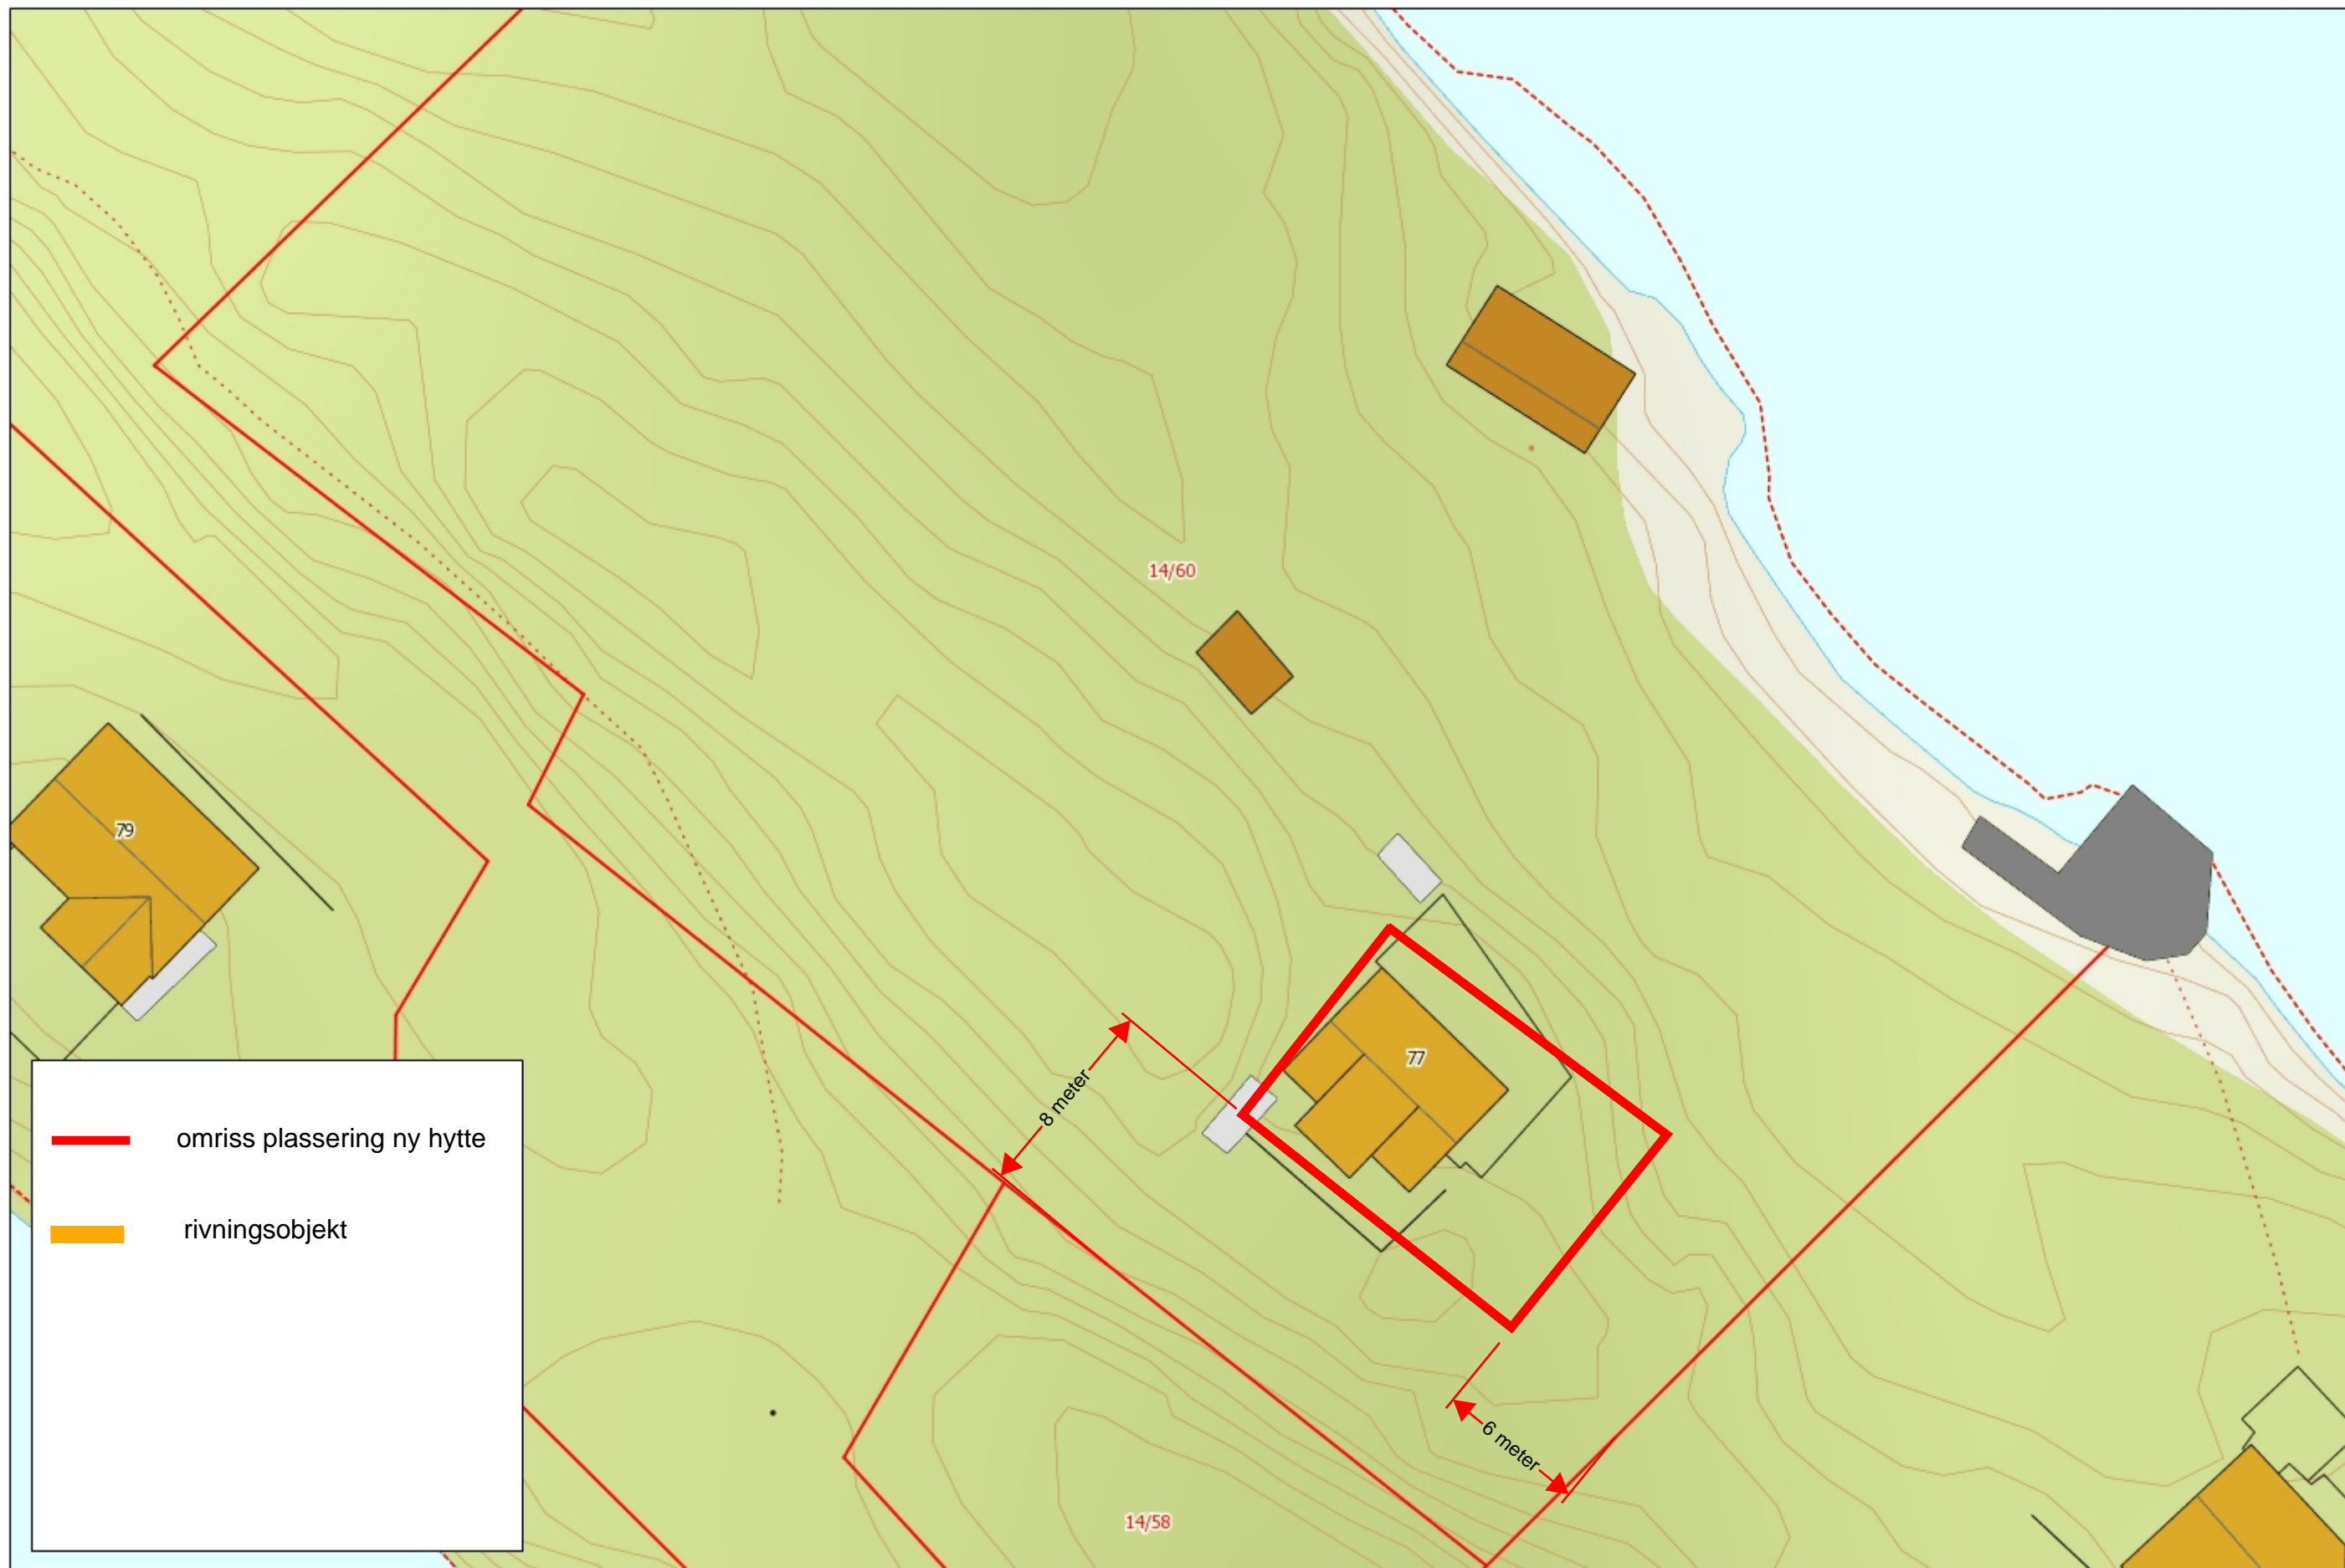 14/60
79
77
8 meter
omriss plassering ny hytte
rivningsobjekt
6 meter
14/58